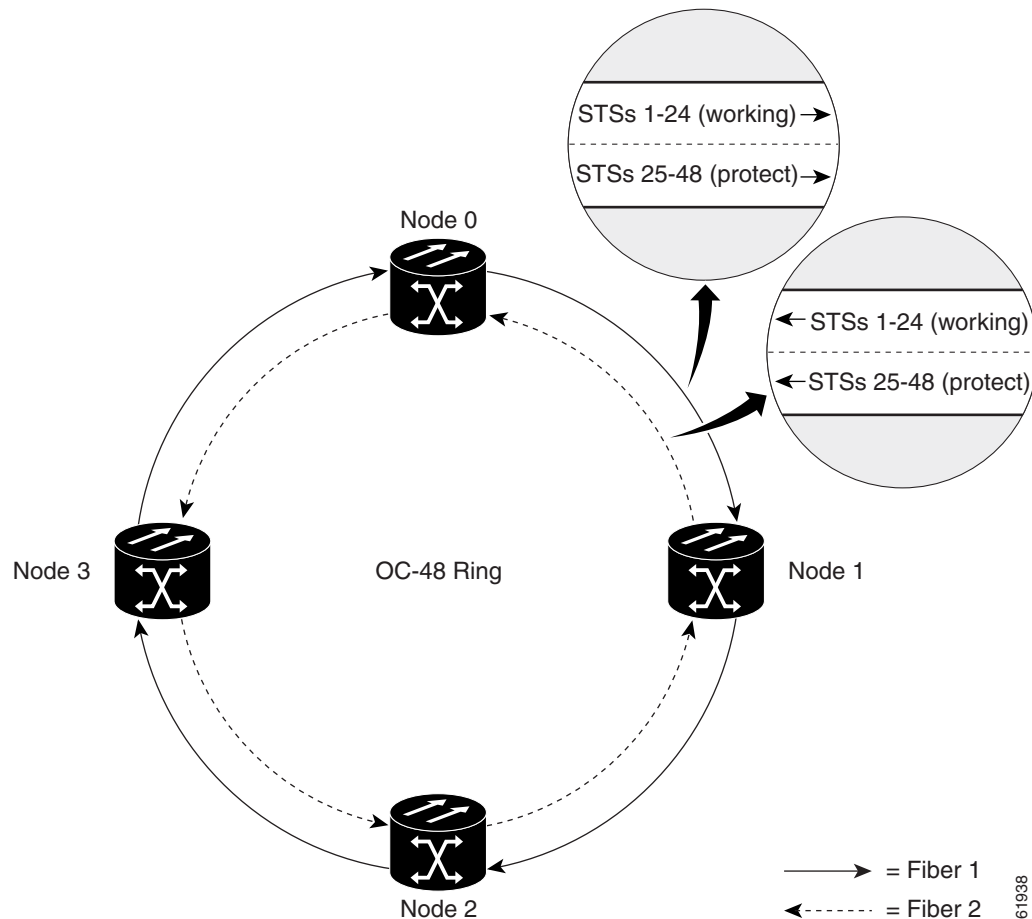 STSs 1-24 (working)
STSs 25-48 (protect)
Node 0
STSs 1-24 (working)
STSs 25-48 (protect)
Node 3
OC-48 Ring
Node 1
Node 2
= Fiber 1
= Fiber 2
61938